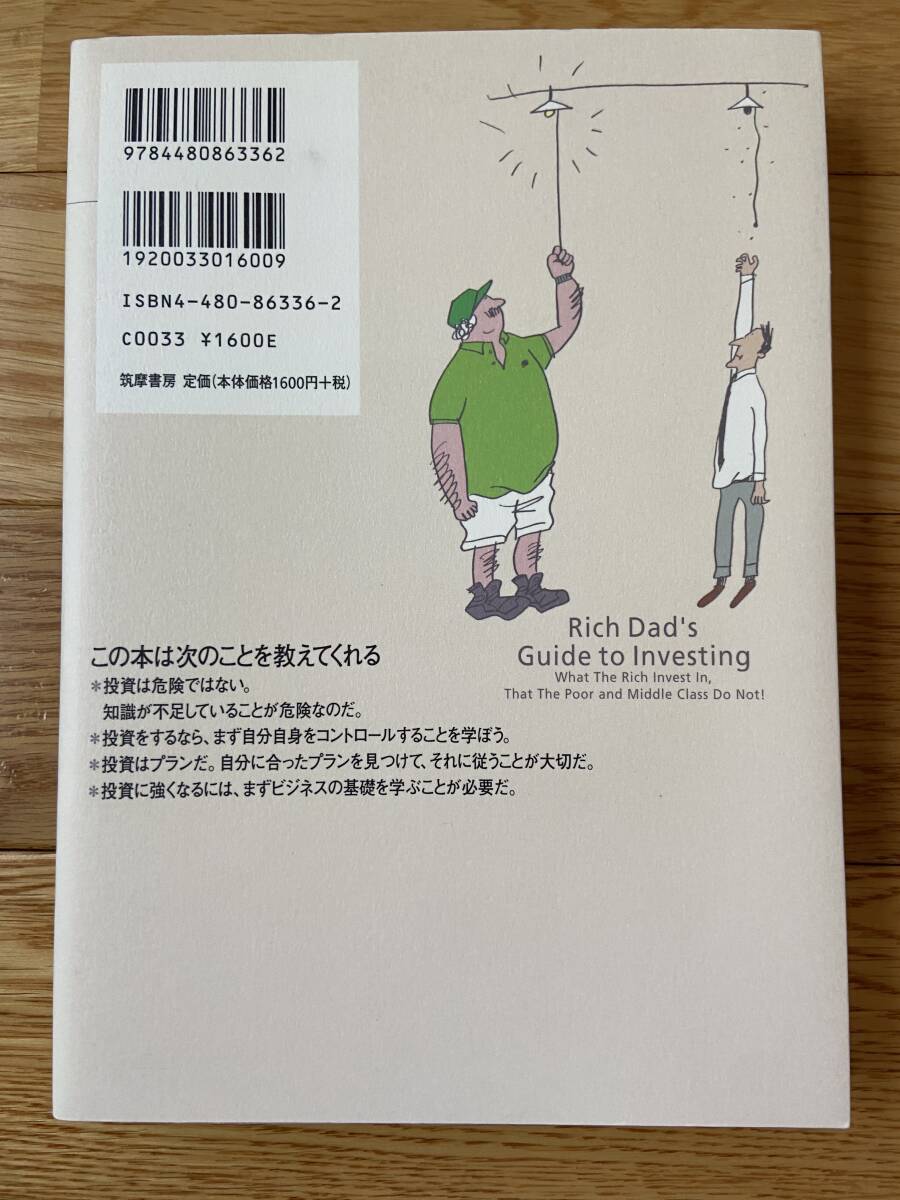 9784480863362
1920033016009
ISBN4-480-86336-2
C0033 ¥1600E
筑摩書房 定価(本体価格1600円+税)
Rich Dad's
Guide to Investing
What The Rich Invest In,
That The Poor and Middle Class Do Not!
この本は次のことを教えてくれる
*投資は危険ではない。
知識が不足していることが危険なのだ。
*投資をするなら、まず自分自身をコントロールすることを学ぼう。
*投資はプランだ。自分に合ったプランを見つけて、それに従うことが大切だ。
*投資に強くなるには、まずビジネスの基礎を学ぶことが必要だ。